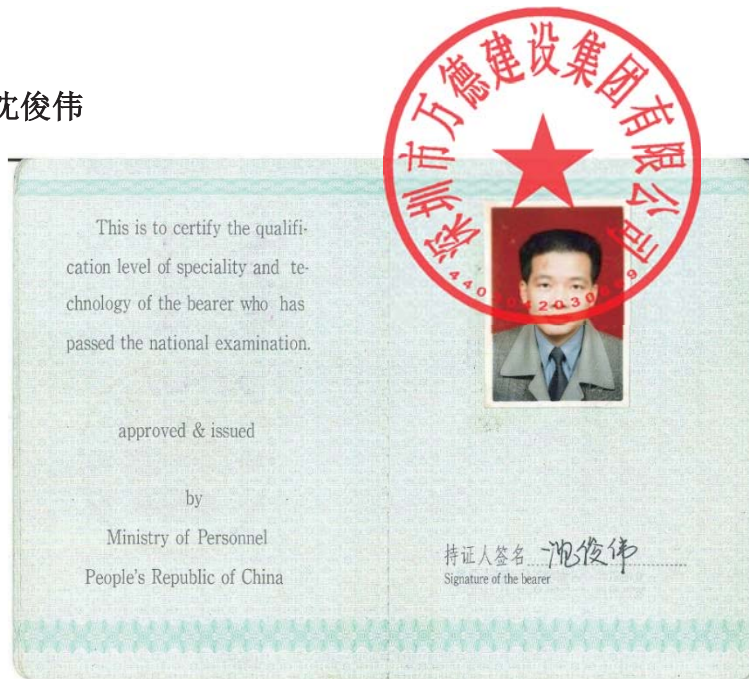 沈俊伟
深圳市万德建设集团有限公司
This is to certify the qualifi-
cation level of speciality and te-
chnology of the bearer who has
passed the national examination.
approved & issued
by
Ministry of Personnel
People's Republic of China
持证人签名 沈俊伟
Signature of the bearer